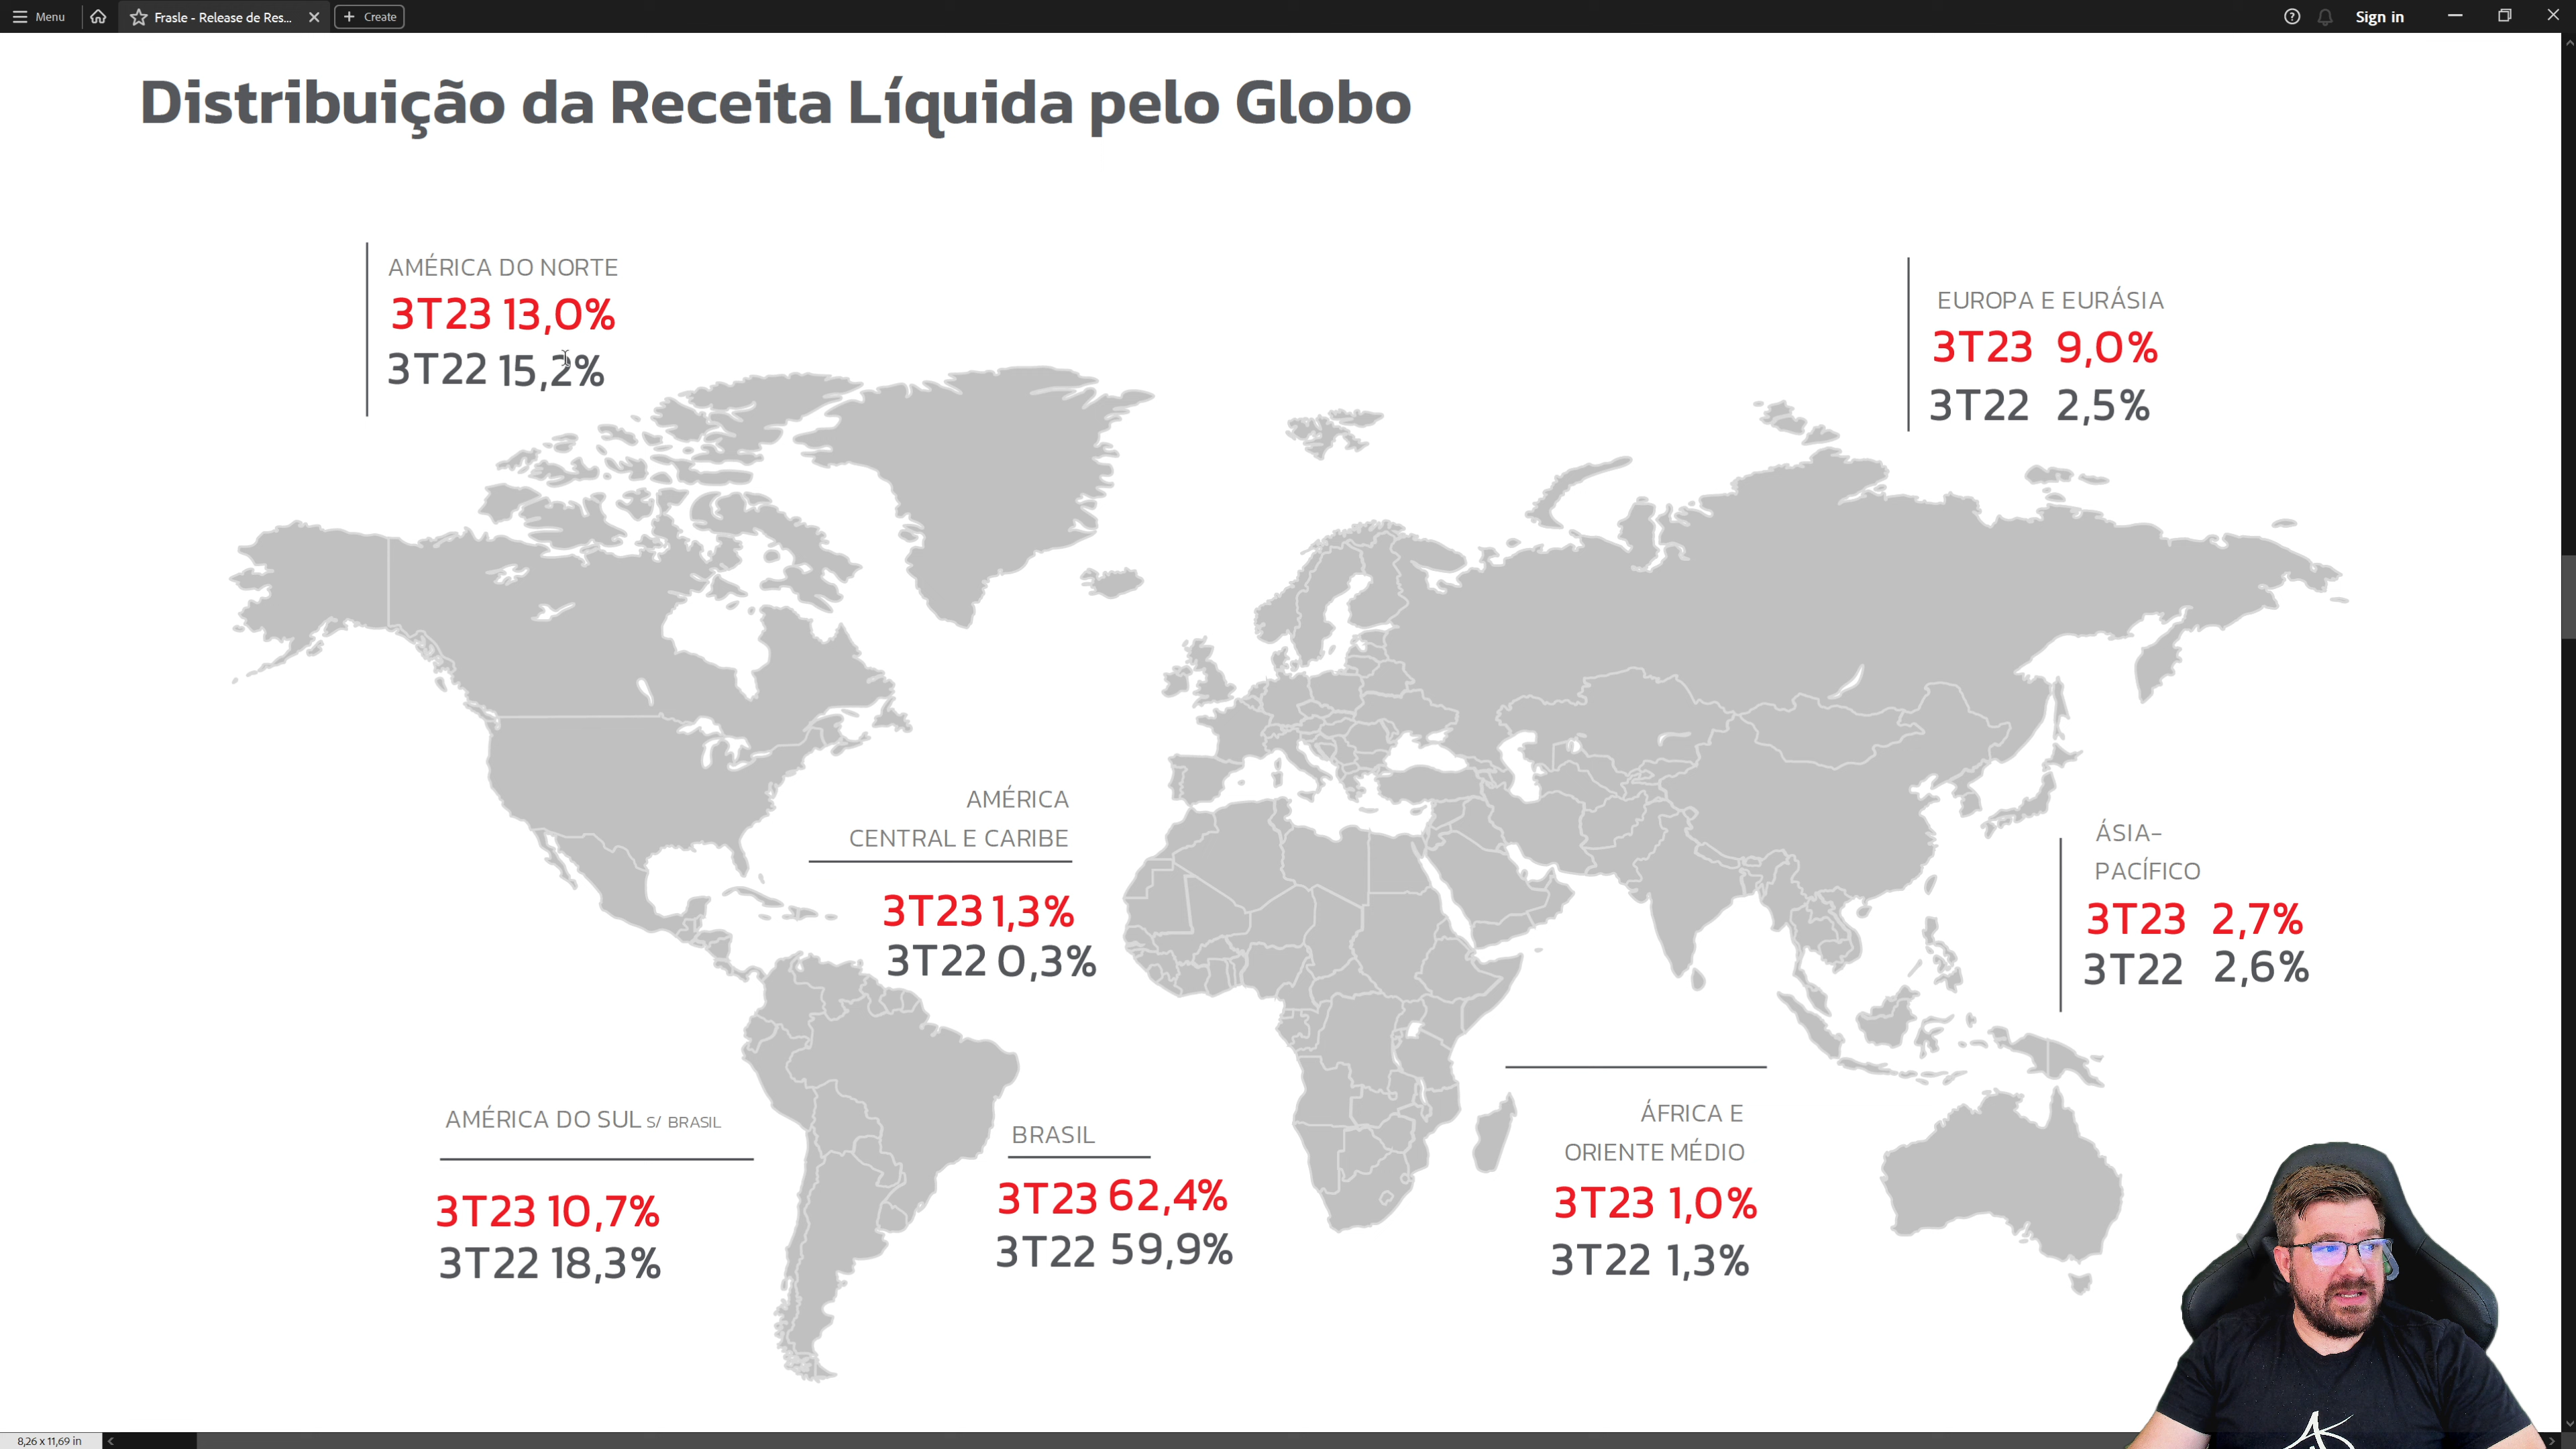 Menu
Frasle - Release de Res...
Create
Sign in
Distribuição da Receita Líquida pelo Globo
AMÉRICA DO NORTE
3T23 13,0%
3T22 15,2%
EUROPA E EURÁSIA
3T23 9,0%
3T22 2,5%
AMÉRICA
CENTRAL E CARIBE
3T23 1,3%
3T22 0,3%
ÁSIA-
PACÍFICO
3T23 2,7%
3T22 2,6%
AMÉRICA DO SUL S/ BRASIL
3T23 10,7%
3T22 18,3%
BRASIL
3T23 62,4%
3T22 59,9%
ÁFRICA E
ORIENTE MÉDIO
3T23 1,0%
3T22 1,3%
8,26 x 11,69 in